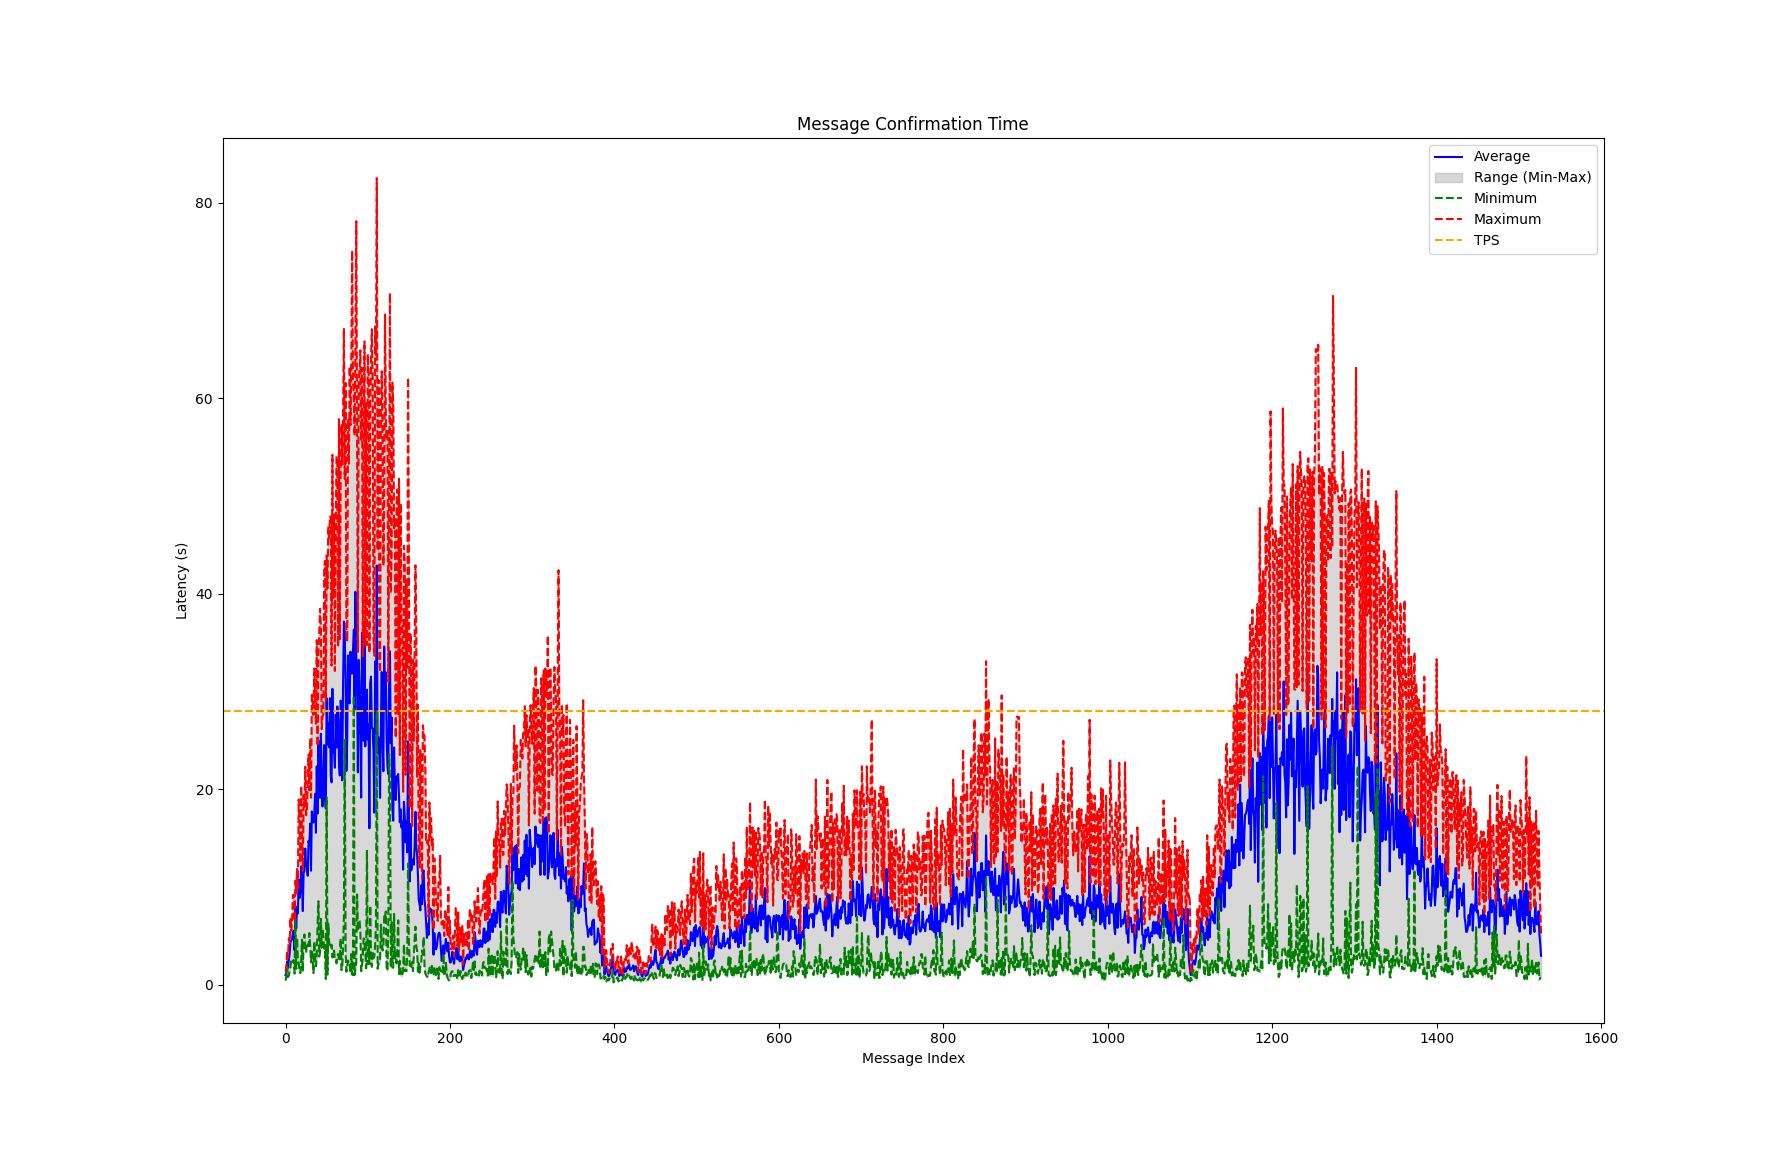 Message Confirmation Time
Average
Range (Min-Max)
Minimum
Maximum
TPS
80
60
40
20
0
Latency (s)
0 200 400 600 800 1000 1200 1400 1600
Message Index